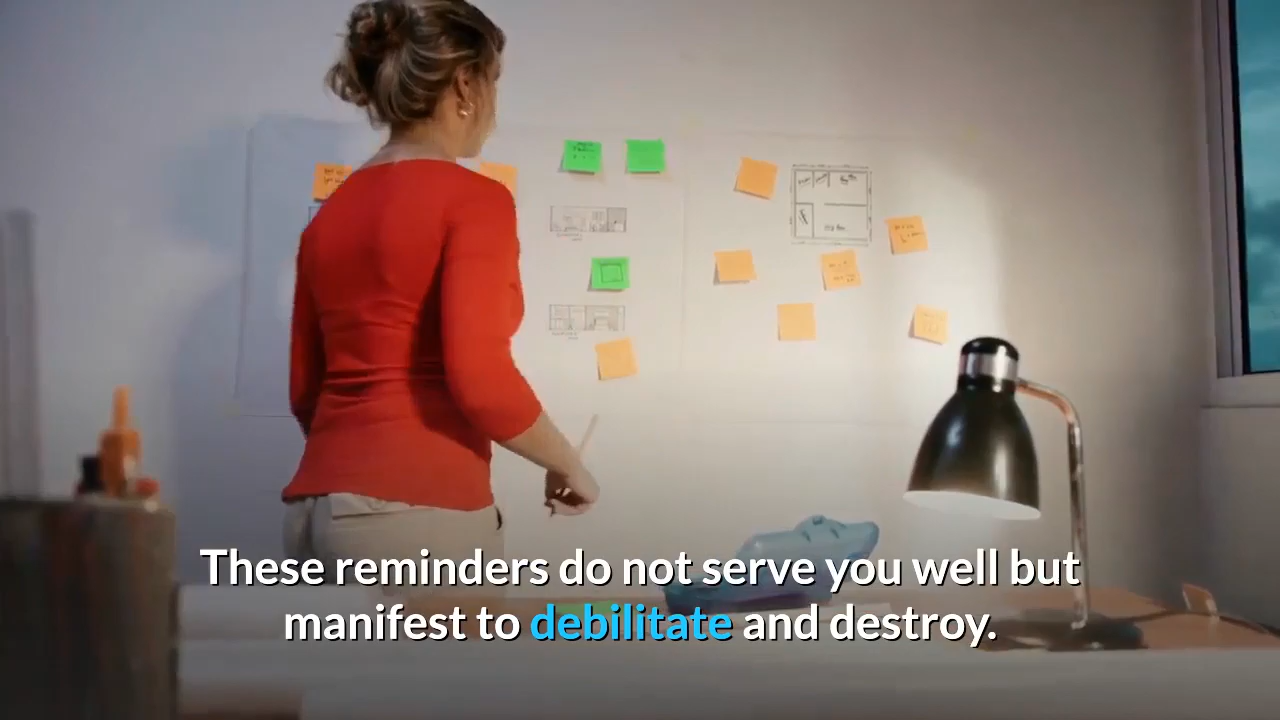 These reminders do not serve you well but
manifest to debilitate and destroy.